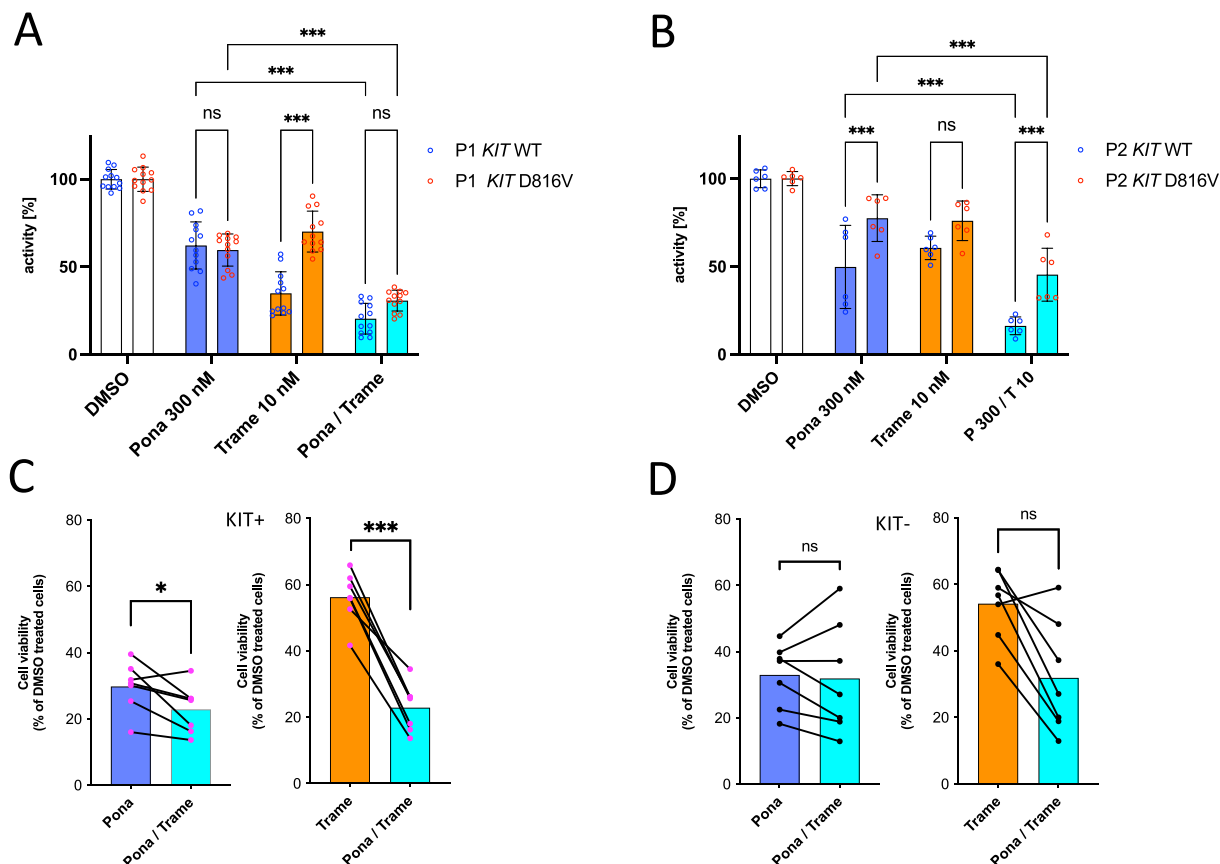 A
***
***
ns
***
ns
activity [%]
100
50
0
DMSO
Pona 300 nM
Trame 10 nM
Pona / Trame
P1 KIT WT
P1 KIT D816V
B
***
***
***
ns
***
activity [%]
100
50
0
DMSO
Pona 300 nM
Trame 10 nM
P 300 / T 10
P2 KIT WT
P2 KIT D816V
C
KIT+
Cell viability
(% of DMSO treated cells)
80
60
40
20
0
*
Pona
Pona / Trame
Cell viability
(% of DMSO treated cells)
80
60
40
20
0
***
Trame
Pona / Trame
D
KIT-
Cell viability
(% of DMSO treated cells)
80
60
40
20
0
ns
Pona
Pona / Trame
Cell viability
(% of DMSO treated cells)
80
60
40
20
0
ns
Trame
Pona / Trame